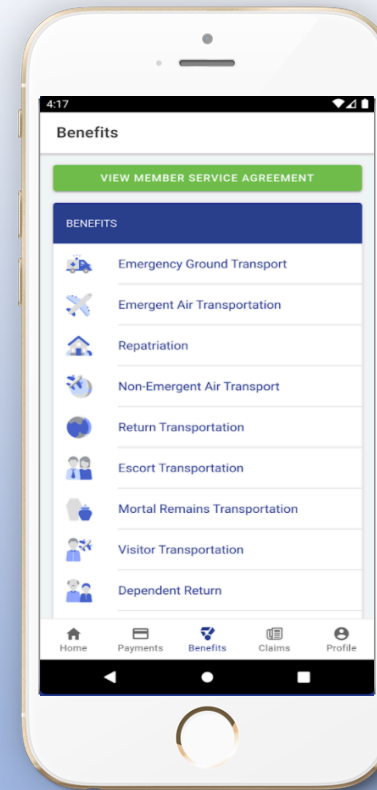 4:17
Benefits
VIEW MEMBER SERVICE AGREEMENT
BENEFITS
Emergency Ground Transport
Emergent Air Transportation
Repatriation
Non-Emergent Air Transport
Return Transportation
Escort Transportation
Mortal Remains Transportation
Visitor Transportation
Dependent Return
Home Payments Benefits Claims Profile